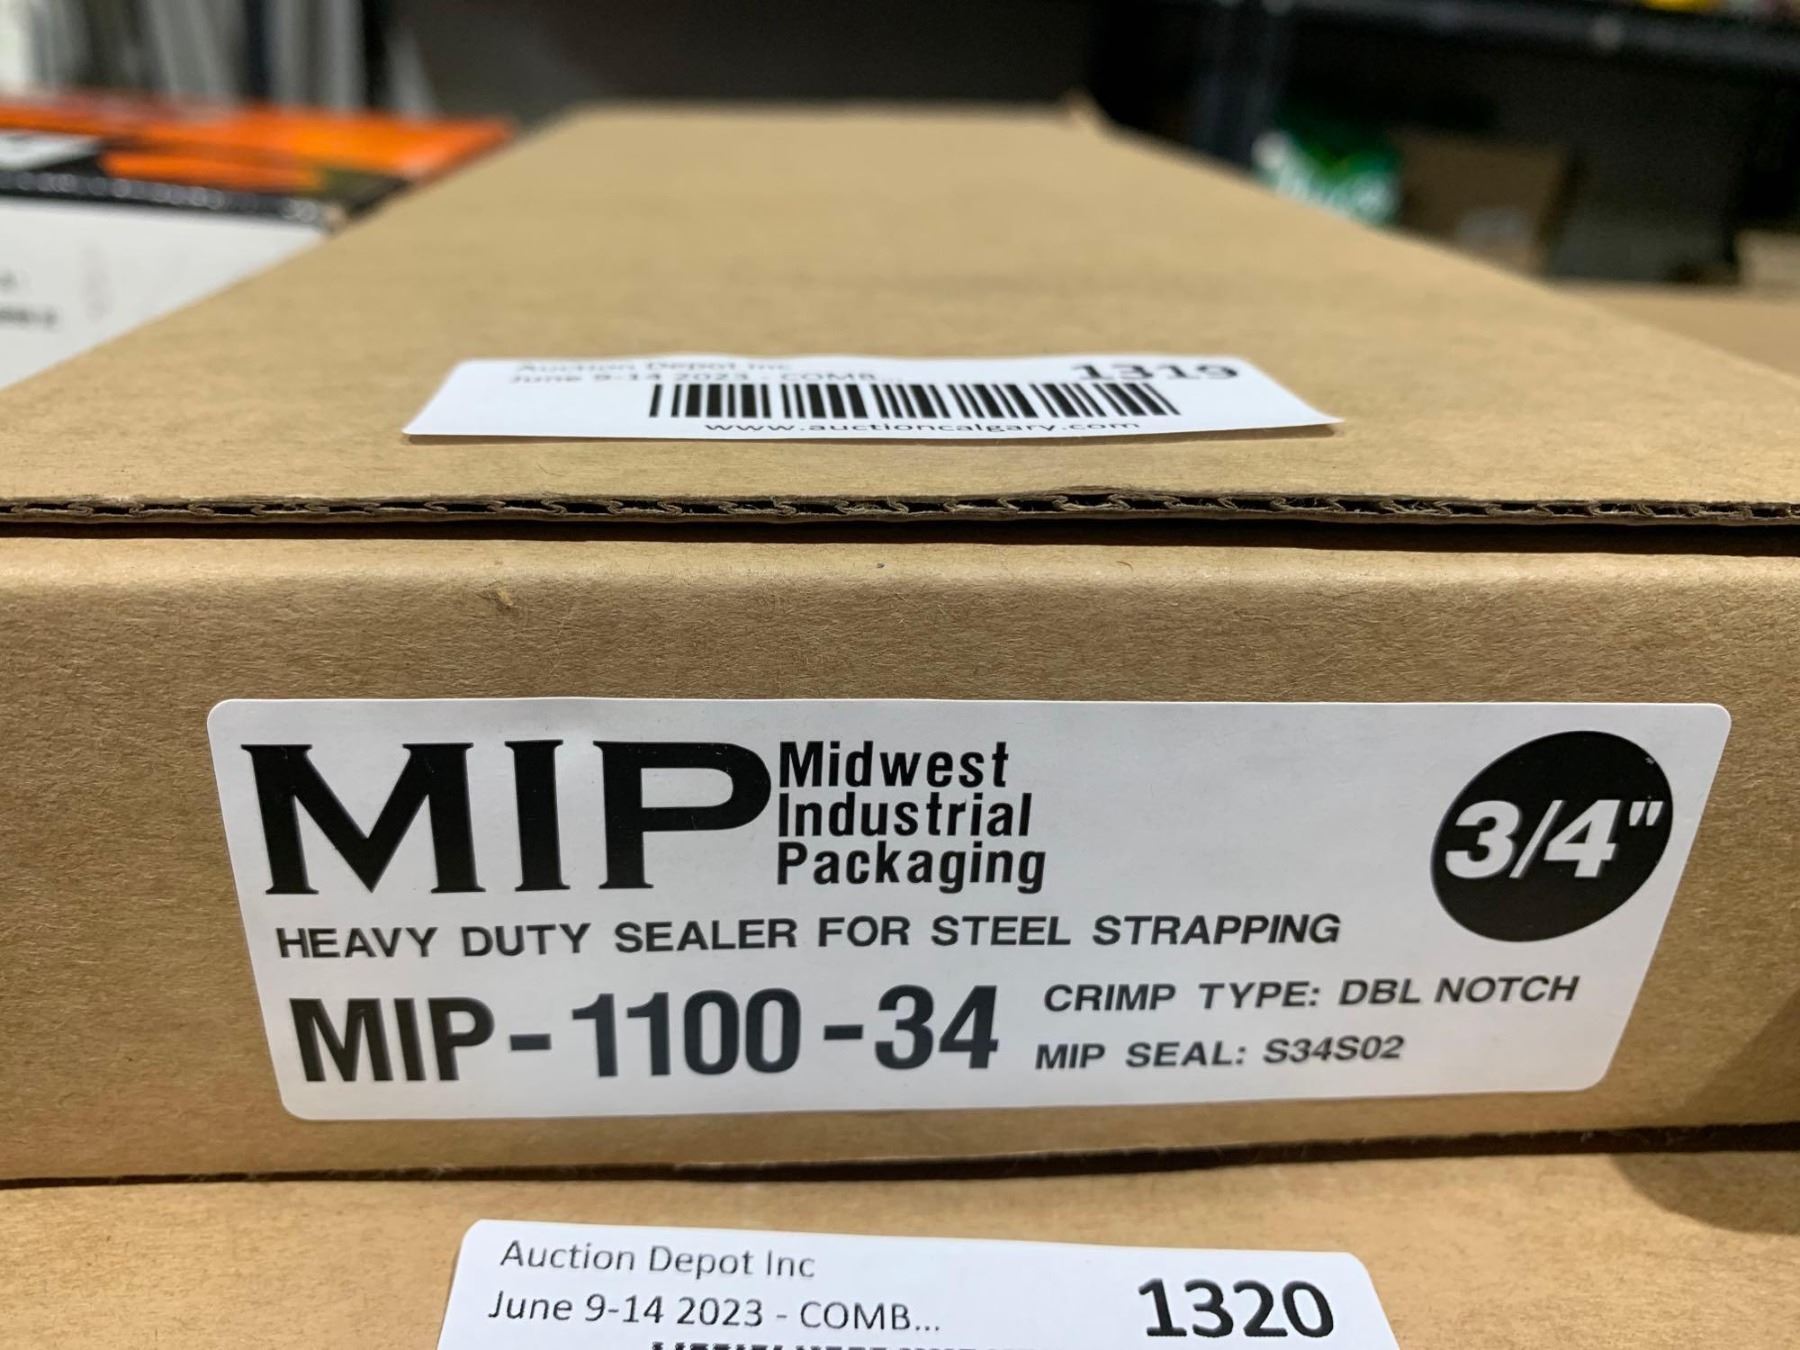 Auction Depot Inc
June 9-14 2023 - COMB...
1319
www.auctioncalgary.com
MIP
Midwest
Industrial
Packaging
3/4"
HEAVY DUTY SEALER FOR STEEL STRAPPING
MIP-1100-34
CRIMP TYPE: DBL NOTCH
MIP SEAL: S34S02
Auction Depot Inc
June 9-14 2023 - COMB...
1320